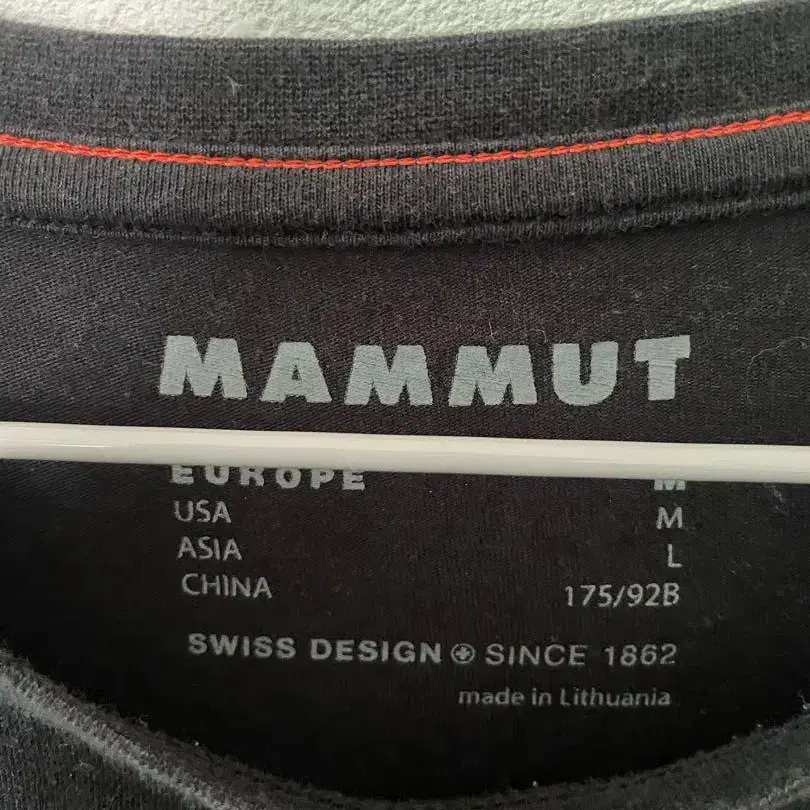 MAMMUT
EUROPE M
USA M
ASIA L
CHINA 175/92B
SWISS DESIGN SINCE 1862
made in Lithuania